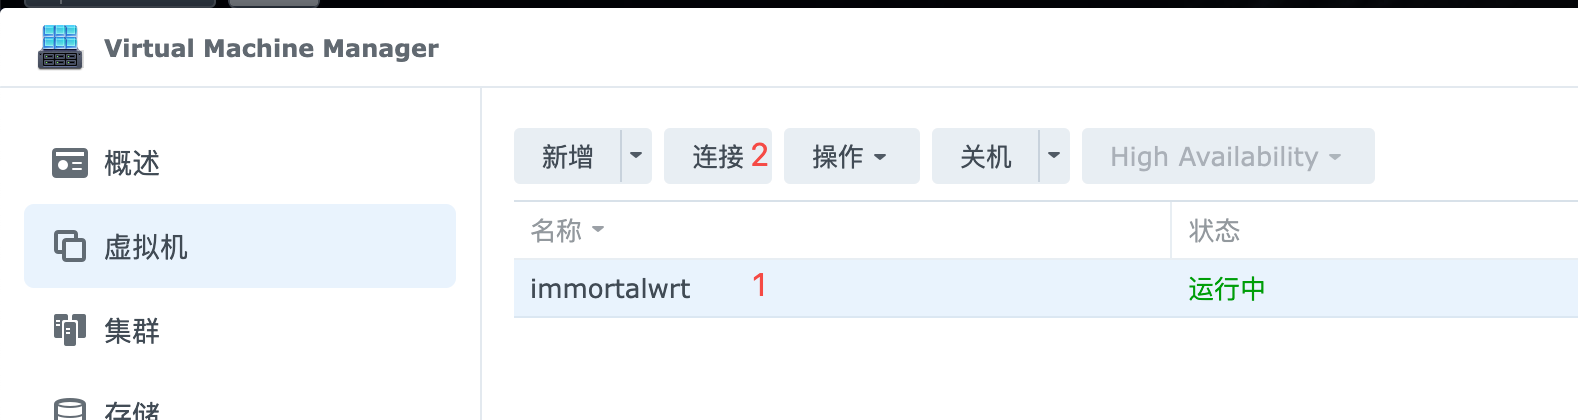 Virtual Machine Manager
概述
虚拟机
集群
存储
新增 连接 2 操作 关机 High Availability
名称 状态
immortalwrt 1 运行中